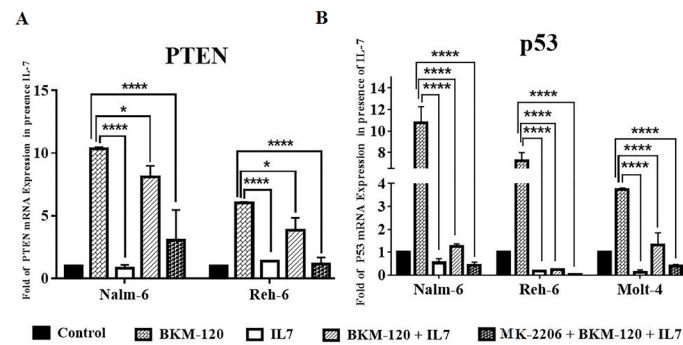 A
PTEN
Fold of PTEN mRNA Expression in presence IL-7
15
10
5
0
****
*
****
****
*
****
Nalm-6
Reh-6
B
p53
Fold of P53 mRNA Expression in presence of IL-7
14
12
10
8
6
4
3
2
1
0
****
****
****
****
****
****
****
****
****
Nalm-6
Reh-6
Molt-4
Control
BKM-120
IL7
BKM-120 + IL7
MK-2206 + BKM-120 + IL7